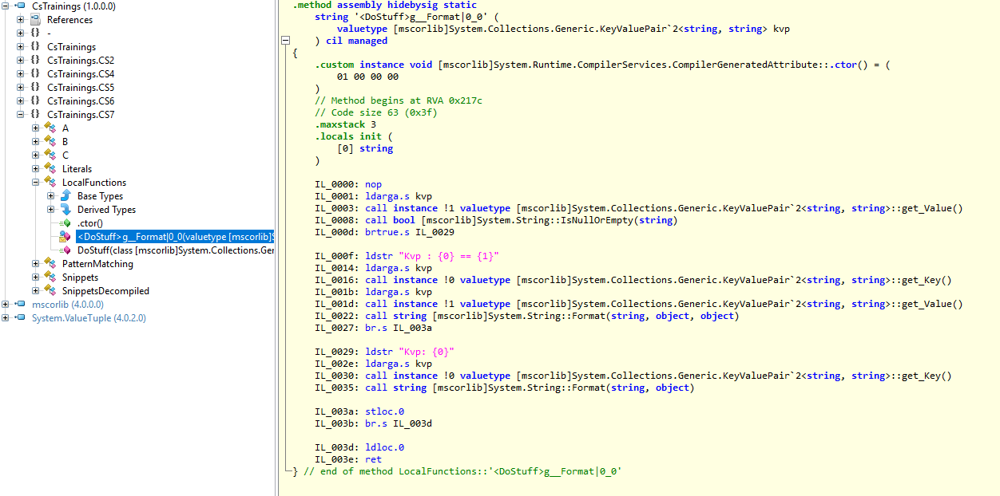 CsTrainings (1.0.0.0)
References
-
CsTrainings
CsTrainings.CS2
CsTrainings.CS4
CsTrainings.CS5
CsTrainings.CS6
CsTrainings.CS7
A
B
C
Literals
LocalFunctions
Base Types
Derived Types
.ctor()
<DoStuff>g__Format|0_0(valuetype [mscorlib]S
DoStuff(class [mscorlib]System.Collections.Ger
PatternMatching
Snippets
SnippetsDecompiled
mscorlib (4.0.0.0)
System.ValueTuple (4.0.2.0)
.method assembly hidebysig static
string '<DoStuff>g__Format|0_0' (
valuetype [mscorlib]System.Collections.Generic.KeyValuePair`2<string, string> kvp
) cil managed
{
.custom instance void [mscorlib]System.Runtime.CompilerServices.CompilerGeneratedAttribute::.ctor() = (
01 00 00 00
)
// Method begins at RVA 0x217c
// Code size 63 (0x3f)
.maxstack 3
.locals init (
[0] string
)
IL_0000: nop
IL_0001: ldarga.s kvp
IL_0003: call instance !1 valuetype [mscorlib]System.Collections.Generic.KeyValuePair`2<string, string>::get_Value()
IL_0008: call bool [mscorlib]System.String::IsNullOrEmpty(string)
IL_000d: brtrue.s IL_0029
IL_000f: ldstr "Kvp : {0} == {1}"
IL_0014: ldarga.s kvp
IL_0016: call instance !0 valuetype [mscorlib]System.Collections.Generic.KeyValuePair`2<string, string>::get_Key()
IL_001b: ldarga.s kvp
IL_001d: call instance !1 valuetype [mscorlib]System.Collections.Generic.KeyValuePair`2<string, string>::get_Value()
IL_0022: call string [mscorlib]System.String::Format(string, object, object)
IL_0027: br.s IL_003a
IL_0029: ldstr "Kvp: {0}"
IL_002e: ldarga.s kvp
IL_0030: call instance !0 valuetype [mscorlib]System.Collections.Generic.KeyValuePair`2<string, string>::get_Key()
IL_0035: call string [mscorlib]System.String::Format(string, object)
IL_003a: stloc.0
IL_003b: br.s IL_003d
IL_003d: ldloc.0
IL_003e: ret
} // end of method LocalFunctions::'<DoStuff>g__Format|0_0'